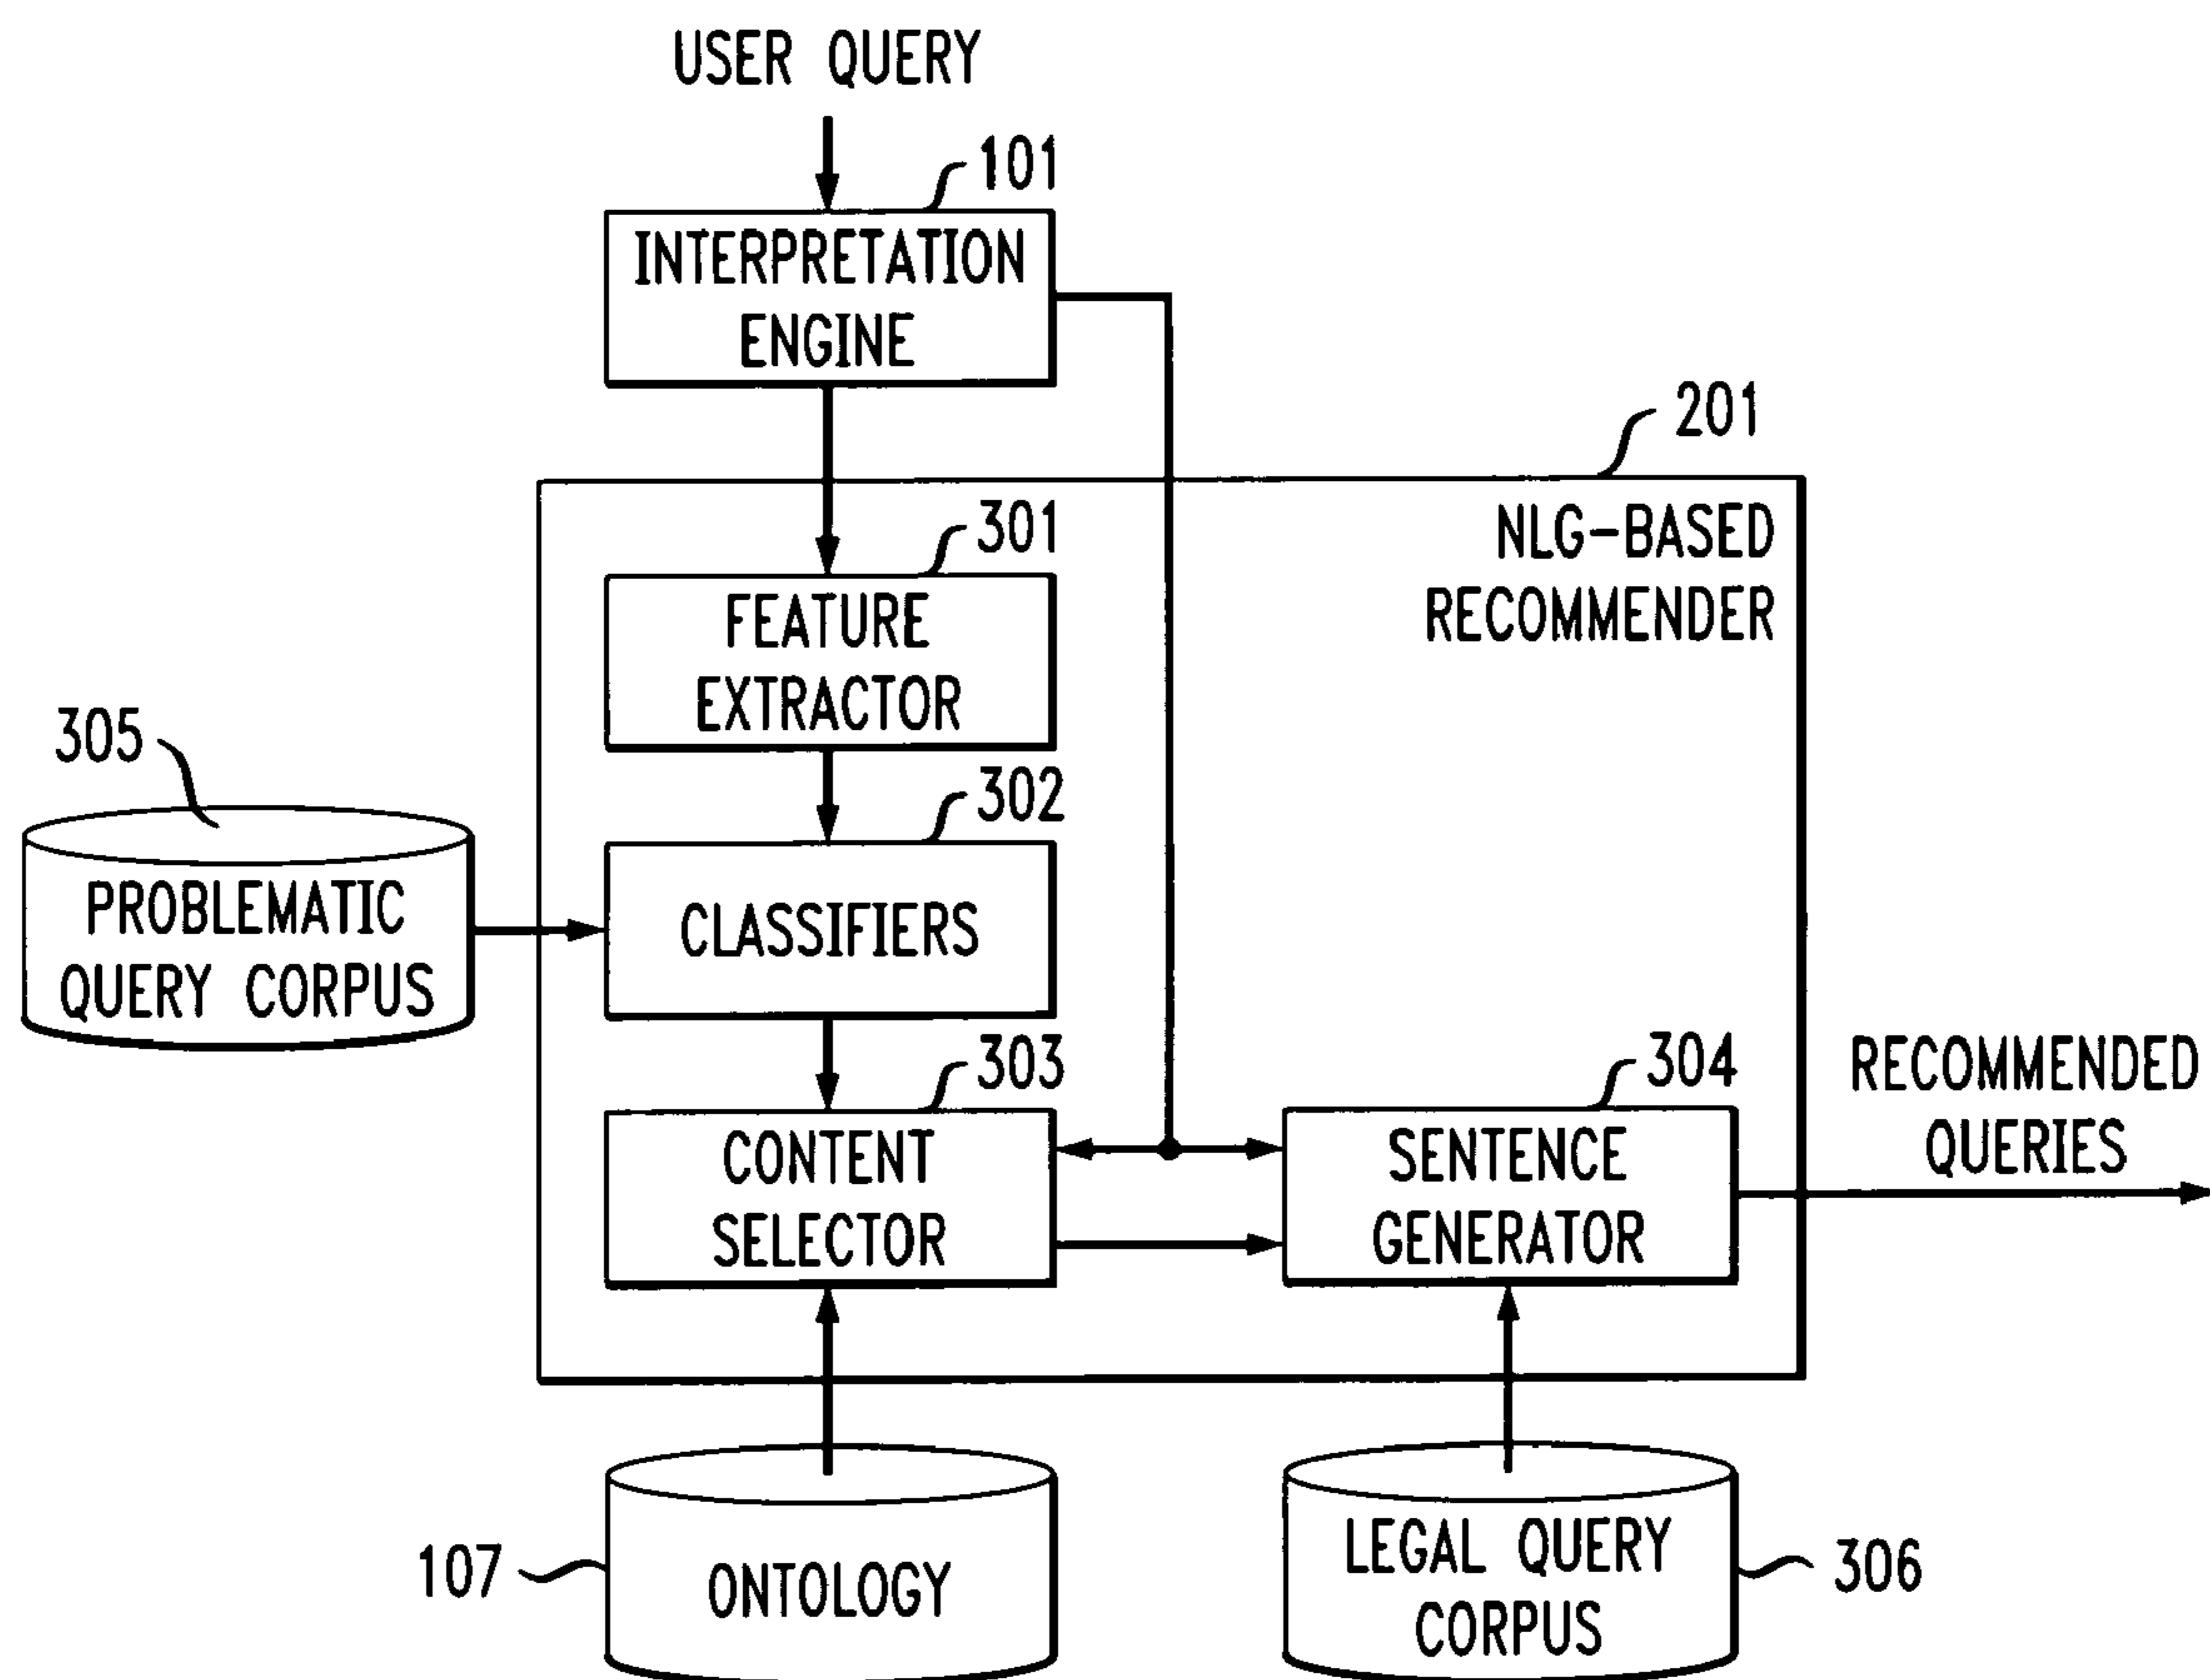 USER QUERY
101
INTERPRETATION
ENGINE
201
NLG-BASED
RECOMMENDER
301
FEATURE
EXTRACTOR
305
302
PROBLEMATIC
QUERY CORPUS
CLASSIFIERS
303
CONTENT
SELECTOR
304
SENTENCE
GENERATOR
RECOMMENDED
QUERIES
107
ONTOLOGY
LEGAL QUERY
CORPUS
306